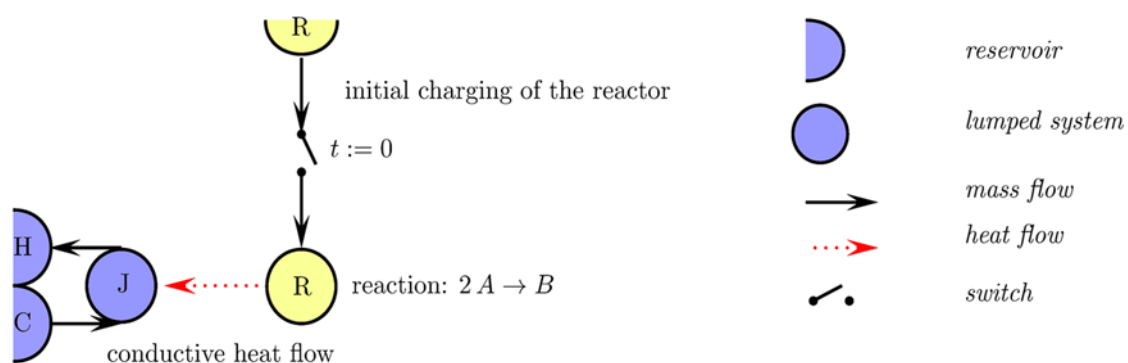 R
initial charging of the reactor
t := 0
H
J
R
reaction: 2 A → B
C
conductive heat flow
reservoir
lumped system
mass flow
heat flow
switch